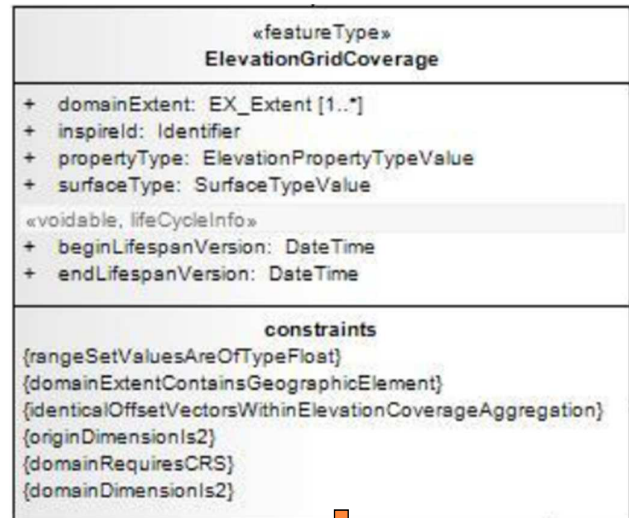 «featureType»
ElevationGridCoverage
+ domainExtent: EX_Extent [1..*]
+ inspireId: Identifier
+ propertyType: ElevationPropertyTypeValue
+ surfaceType: SurfaceTypeValue
«voidable, lifeCycleInfo»
+ beginLifespanVersion: DateTime
+ endLifespanVersion: DateTime
constraints
{rangeSetValuesAreOfTypeFloat}
{domainExtentContainsGeographicElement}
{identicalOffsetVectorsWithinElevationCoverageAggregation}
{originDimensionIs2}
{domainRequiresCRS}
{domainDimensionIs2}